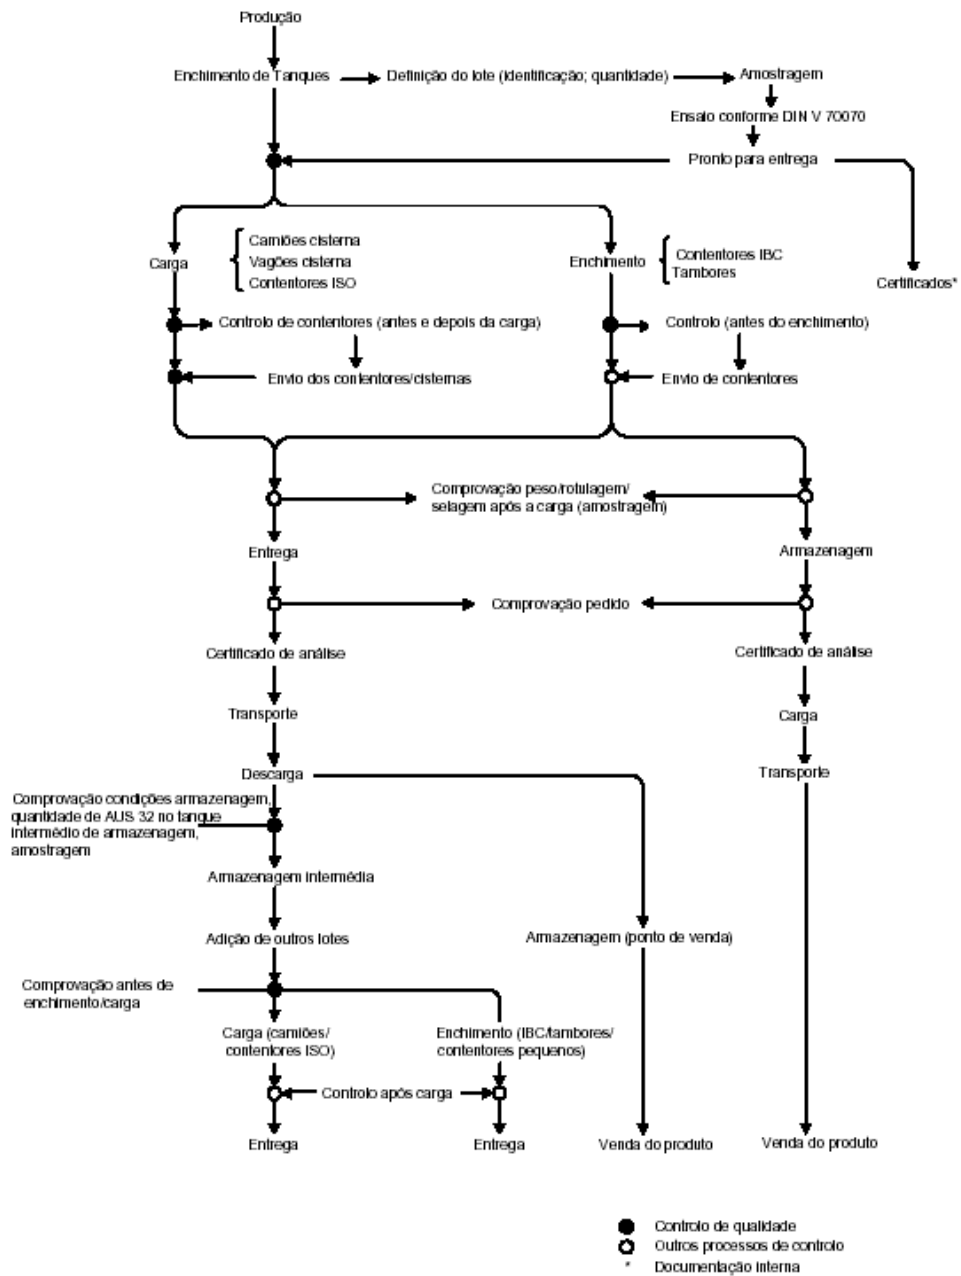 Produção
Enchimento de Tanques
Definição do lote (identificação; quantidade)
Amostragem
Ensaio conforme DIN V 70070
Pronto para entrega
Carga
Camiões cisterna
Vagões cisterna
Contentores ISO
Enchimento
Contentores IBC
Tambores
Certificados*
Controlo de contentores (antes e depois da carga)
Controlo (antes do enchimento)
Envio dos contentores/cisternas
Envio de contentores
Comprovação peso/rotulagem/
selagem após a carga (amostragem)
Entrega
Armazenagem
Comprovação pedido
Certificado de análise
Certificado de análise
Transporte
Carga
Descarga
Transporte
Comprovação condições armazenagem,
quantidade de AUS 32 no tanque
intermédio de armazenagem,
amostragem
Armazenagem intermédia
Adição de outros lotes
Armazenagem (ponto de venda)
Comprovação antes de
enchimento/carga
Carga (camiões/
contentores ISO)
Enchimento (IBC/tambores/
contentores pequenos)
Controlo após carga
Entrega
Entrega
Venda do produto
Venda do produto
Controlo de qualidade
Outros processos de controlo
* Documentação interna